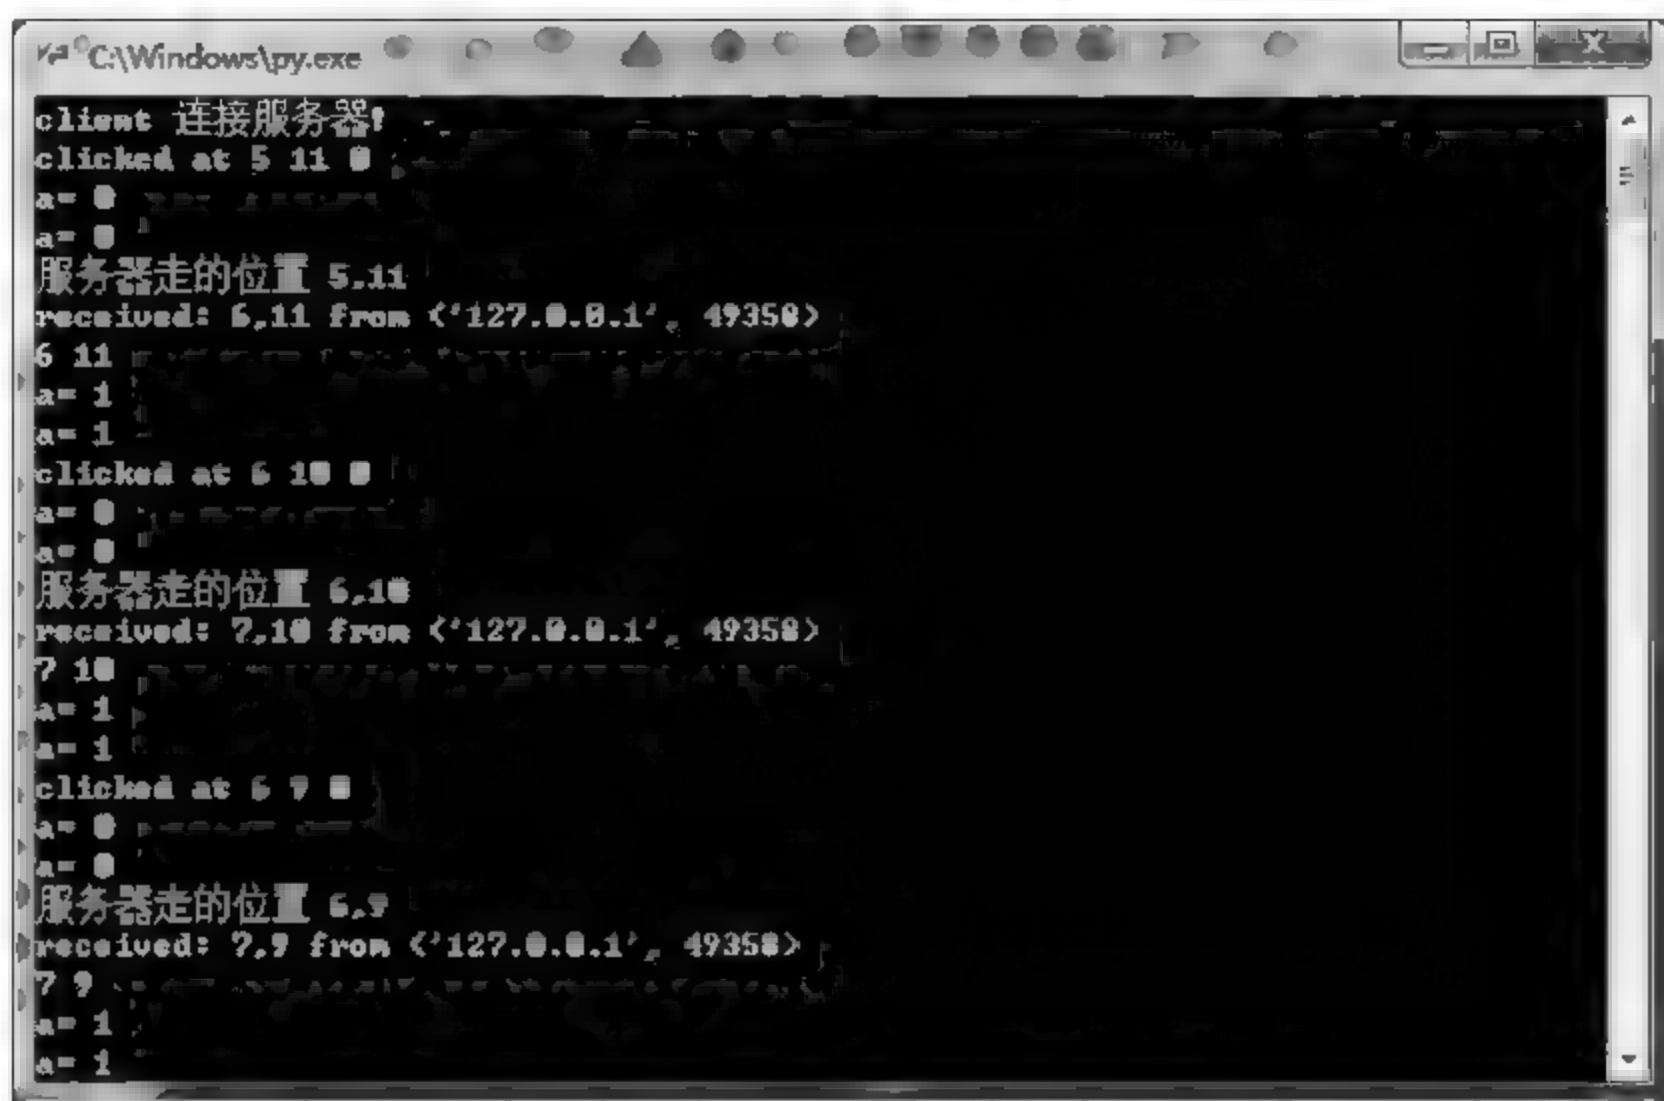 C:\Windows\py.exe
client 连接服务器!
clicked at 5 11 0
a= 0
a= 0
服务器走的位置 5,11
received: 6,11 from ('127.0.0.1', 49358)
6 11
a= 1
a= 1
clicked at 6 10 0
a= 0
a= 0
服务器走的位置 6,10
received: 7,10 from ('127.0.0.1', 49358)
7 10
a= 1
a= 1
clicked at 6 9 0
a= 0
a= 0
服务器走的位置 6,9
received: 7,9 from ('127.0.0.1', 49358)
7 9
a= 1
a= 1